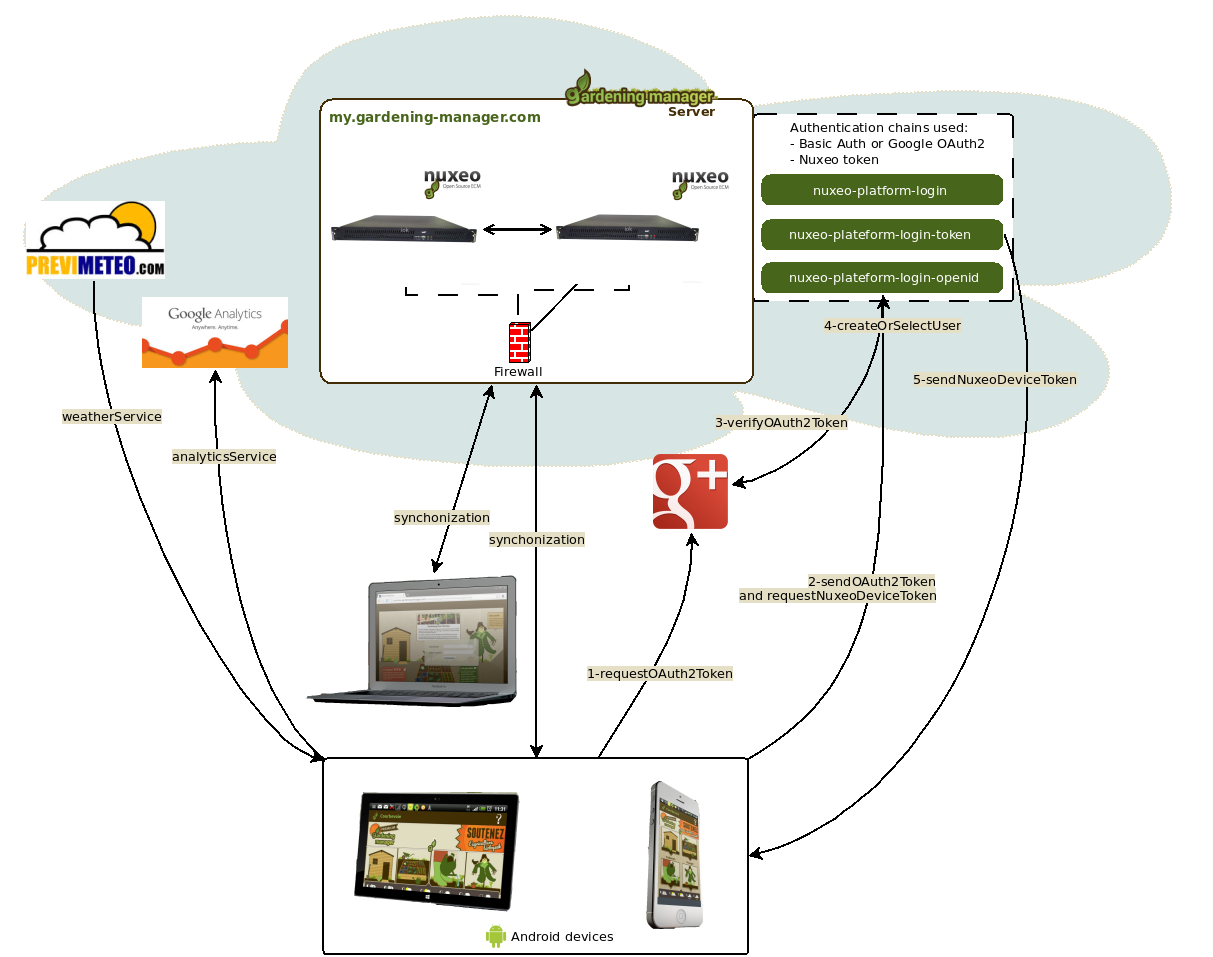 gardening manager
Server
my.gardening-manager.com
nuxeo
Open Source ECM
nuxeo
Open Source ECM
Firewall
Authentication chains used:
- Basic Auth or Google OAuth2
- Nuxeo token
nuxeo-platform-login
nuxeo-plateform-login-token
nuxeo-plateform-login-openid
PREVIMETEO.COM
Google Analytics
Anywhere. Anytime.
4-createOrSelectUser
5-sendNuxeoDeviceToken
weatherService
3-verifyOAuth2Token
analyticsService
g+
synchonization
synchonization
2-sendOAuth2Token
and requestNuxeoDeviceToken
1-requestOAuth2Token
11:31
?
SOUTENEZ
Android devices